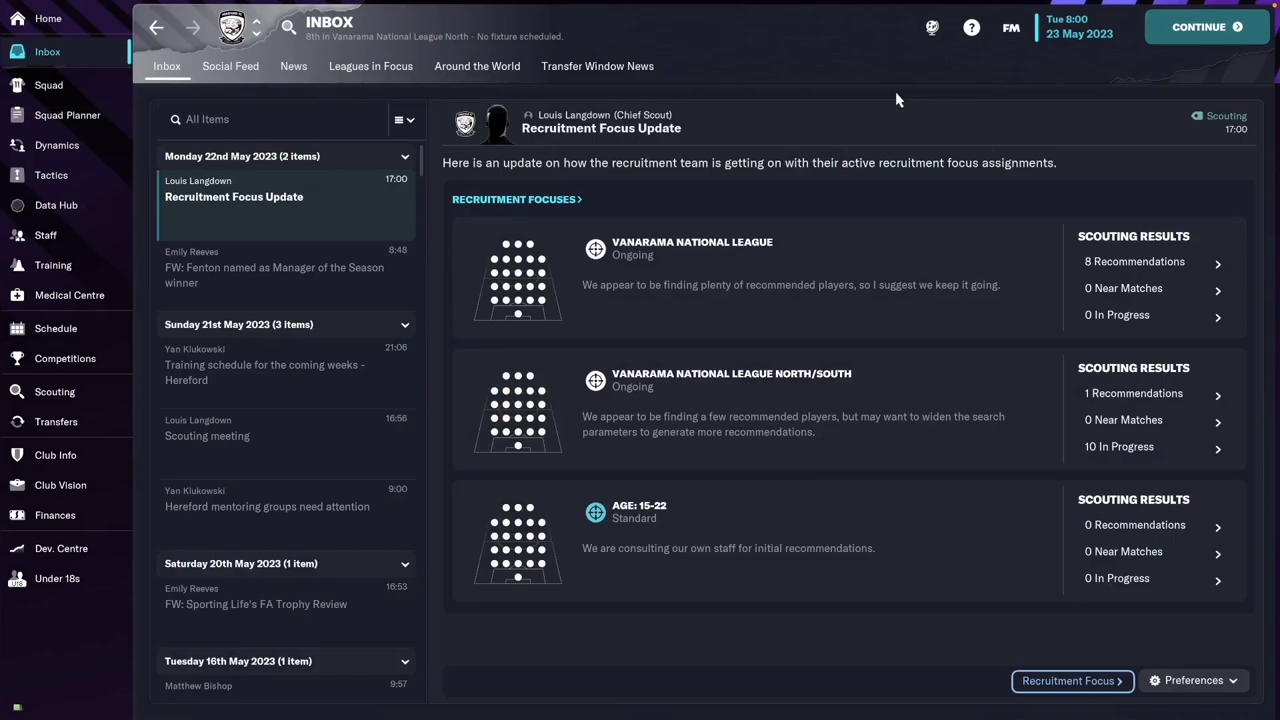 Home
Inbox
Squad
Squad Planner
Dynamics
Tactics
Data Hub
Staff
Training
Medical Centre
Schedule
Competitions
Scouting
Transfers
Club Info
Club Vision
Finances
Dev. Centre
U18
Under 18s
INBOX
8th in Vanarama National League North - No fixture scheduled.
?
FM
Tue 8:00
23 May 2023
CONTINUE
Inbox
Social Feed
News
Leagues in Focus
Around the World
Transfer Window News
All Items
Monday 22nd May 2023 (2 items)
Louis Langdown
17:00
Recruitment Focus Update
Emily Reeves
8:48
FW: Fenton named as Manager of the Season
winner
Sunday 21st May 2023 (3 items)
Yan Klukowski
21:06
Training schedule for the coming weeks -
Hereford
Louis Langdown
16:56
Scouting meeting
Yan Klukowski
9:00
Hereford mentoring groups need attention
Saturday 20th May 2023 (1 item)
Emily Reeves
16:53
FW: Sporting Life's FA Trophy Review
Tuesday 16th May 2023 (1 item)
Matthew Bishop
9:57
Louis Langdown (Chief Scout)
Recruitment Focus Update
Scouting
17:00
Here is an update on how the recruitment team is getting on with their active recruitment focus assignments.
RECRUITMENT FOCUSES>
VANARAMA NATIONAL LEAGUE
Ongoing
We appear to be finding plenty of recommended players, so I suggest we keep it going.
SCOUTING RESULTS
8 Recommendations
0 Near Matches
0 In Progress
VANARAMA NATIONAL LEAGUE NORTH/SOUTH
Ongoing
We appear to be finding a few recommended players, but may want to widen the search
parameters to generate more recommendations.
SCOUTING RESULTS
1 Recommendations
0 Near Matches
10 In Progress
AGE: 15-22
Standard
We are consulting our own staff for initial recommendations.
SCOUTING RESULTS
0 Recommendations
0 Near Matches
0 In Progress
Recruitment Focus >
Preferences